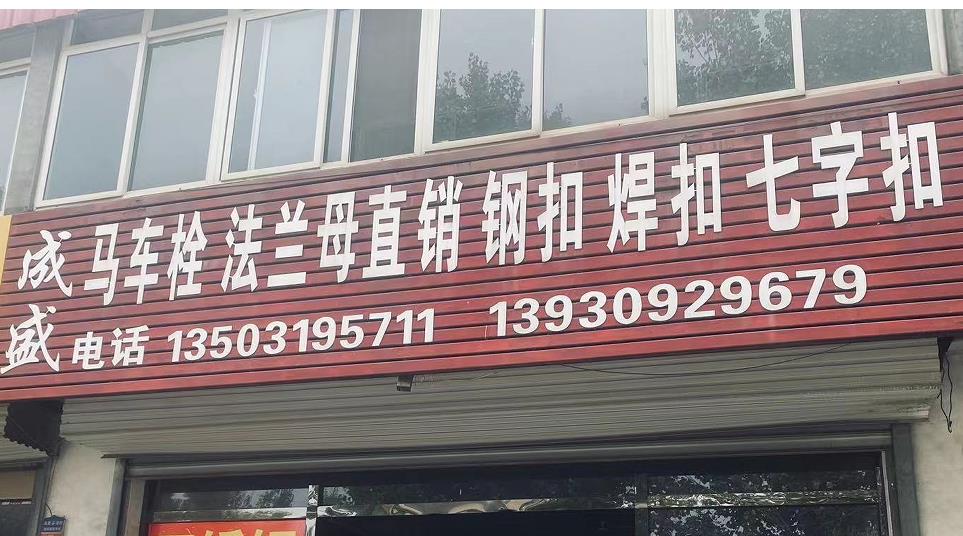 成盛
马车栓 法兰母直销 钢扣 焊扣 七字扣
电话 13503195711 13930929679